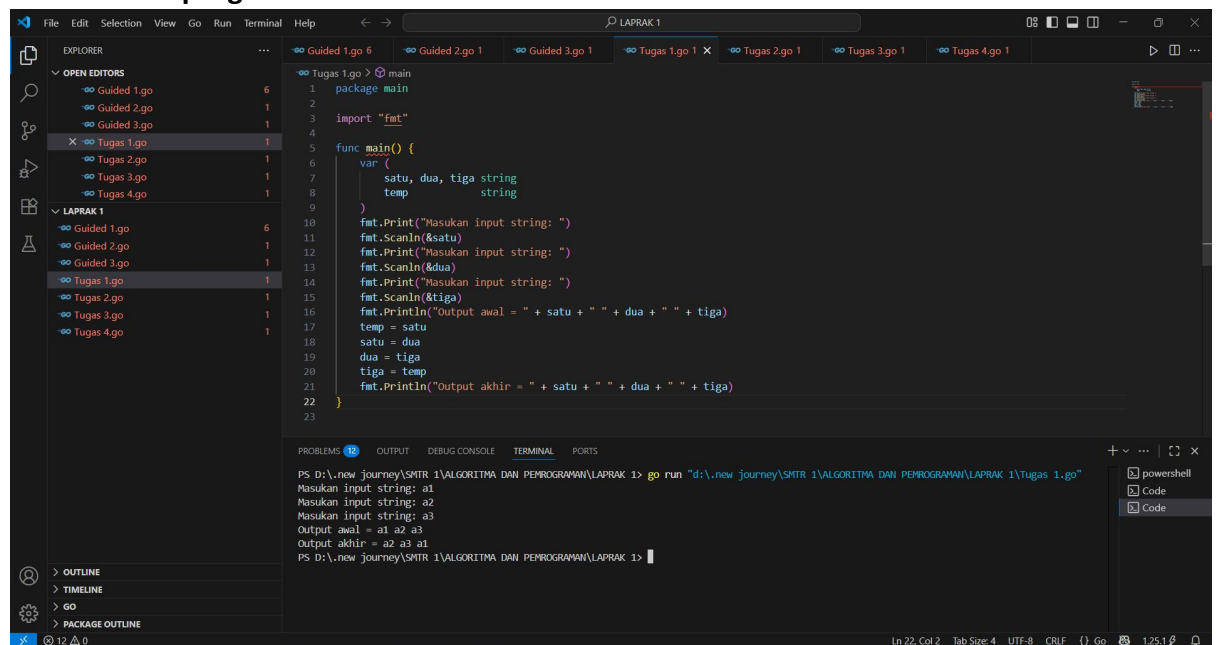 File Edit Selection View Go Run Terminal Help
LAPRAK 1
EXPLORER
OPEN EDITORS
Guided 1.go 6
Guided 2.go 1
Guided 3.go 1
Tugas 1.go 1
Tugas 2.go 1
Tugas 3.go 1
Tugas 4.go 1
LAPRAK 1
Guided 1.go 6
Guided 2.go 1
Guided 3.go 1
Tugas 1.go 1
Tugas 2.go 1
Tugas 3.go 1
Tugas 4.go 1
OUTLINE
TIMELINE
GO
PACKAGE OUTLINE
Guided 1.go 6 Guided 2.go 1 Guided 3.go 1 Tugas 1.go 1 Tugas 2.go 1 Tugas 3.go 1 Tugas 4.go 1
Tugas 1.go > main
1 package main
2
3 import "fmt"
4
5 func main() {
6 var (
7 satu, dua, tiga string
8 temp string
9 )
10 fmt.Print("Masukan input string: ")
11 fmt.Scanln(&satu)
12 fmt.Print("Masukan input string: ")
13 fmt.Scanln(&dua)
14 fmt.Print("Masukan input string: ")
15 fmt.Scanln(&tiga)
16 fmt.Println("Output awal = " + satu + " " + dua + " " + tiga)
17 temp = satu
18 satu = dua
19 dua = tiga
20 tiga = temp
21 fmt.Println("Output akhir = " + satu + " " + dua + " " + tiga)
22 }
23
PROBLEMS 12 OUTPUT DEBUG CONSOLE TERMINAL PORTS
PS D:\.new journey\SMTR 1\ALGORITMA DAN PEMROGRAMAN\LAPRAK 1> go run "d:\.new journey\SMTR 1\ALGORITMA DAN PEMROGRAMAN\LAPRAK 1\Tugas 1.go"
Masukan input string: a1
Masukan input string: a2
Masukan input string: a3
Output awal = a1 a2 a3
Output akhir = a2 a3 a1
PS D:\.new journey\SMTR 1\ALGORITMA DAN PEMROGRAMAN\LAPRAK 1>
powershell
Code
Code
12 0
Ln 22, Col 2 Tab Size: 4 UTF-8 CRLF {} Go 1.25.1